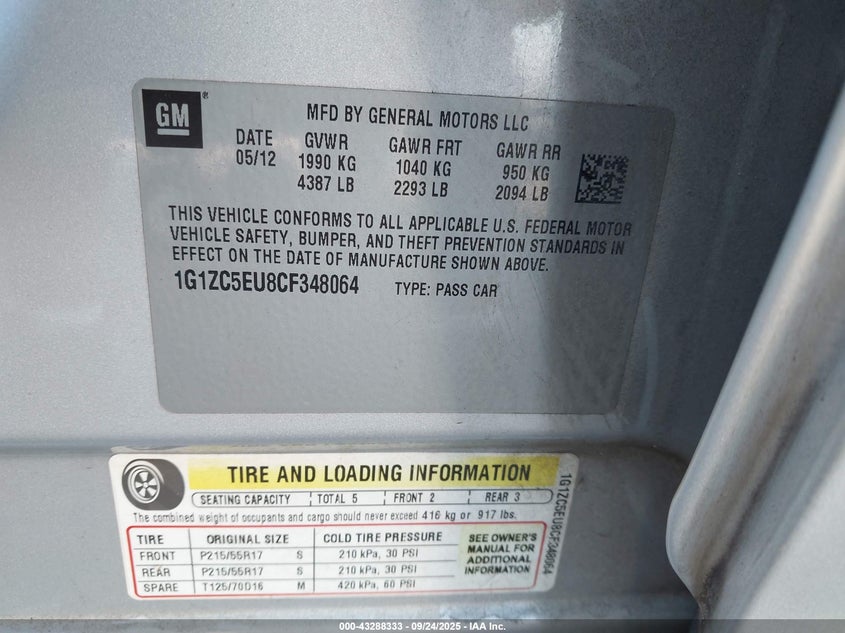 GM ®
MFD BY GENERAL MOTORS LLC
DATE GVWR GAWR FRT GAWR RR
05/12 1990 KG 1040 KG 950 KG
4387 LB 2293 LB 2094 LB
THIS VEHICLE CONFORMS TO ALL APPLICABLE U.S. FEDERAL MOTOR
VEHICLE SAFETY, BUMPER, AND THEFT PREVENTION STANDARDS IN
EFFECT ON THE DATE OF MANUFACTURE SHOWN ABOVE.
1G1ZC5EU8CF348064 TYPE: PASS CAR
TIRE AND LOADING INFORMATION
SEATING CAPACITY TOTAL 5 FRONT 2 REAR 3
The combined weight of occupants and cargo should never exceed 416 kg or 917 lbs.
TIRE ORIGINAL SIZE COLD TIRE PRESSURE
FRONT P215/55R17 S 210 kPa, 30 PSI
REAR P215/55R17 S 210 kPa, 30 PSI
SPARE T125/70D16 M 420 kPa, 60 PSI
SEE OWNER'S
MANUAL FOR
ADDITIONAL
INFORMATION
1G1ZC5EU8CF348064
000-43288333 - 09/24/2025 - IAA Inc.